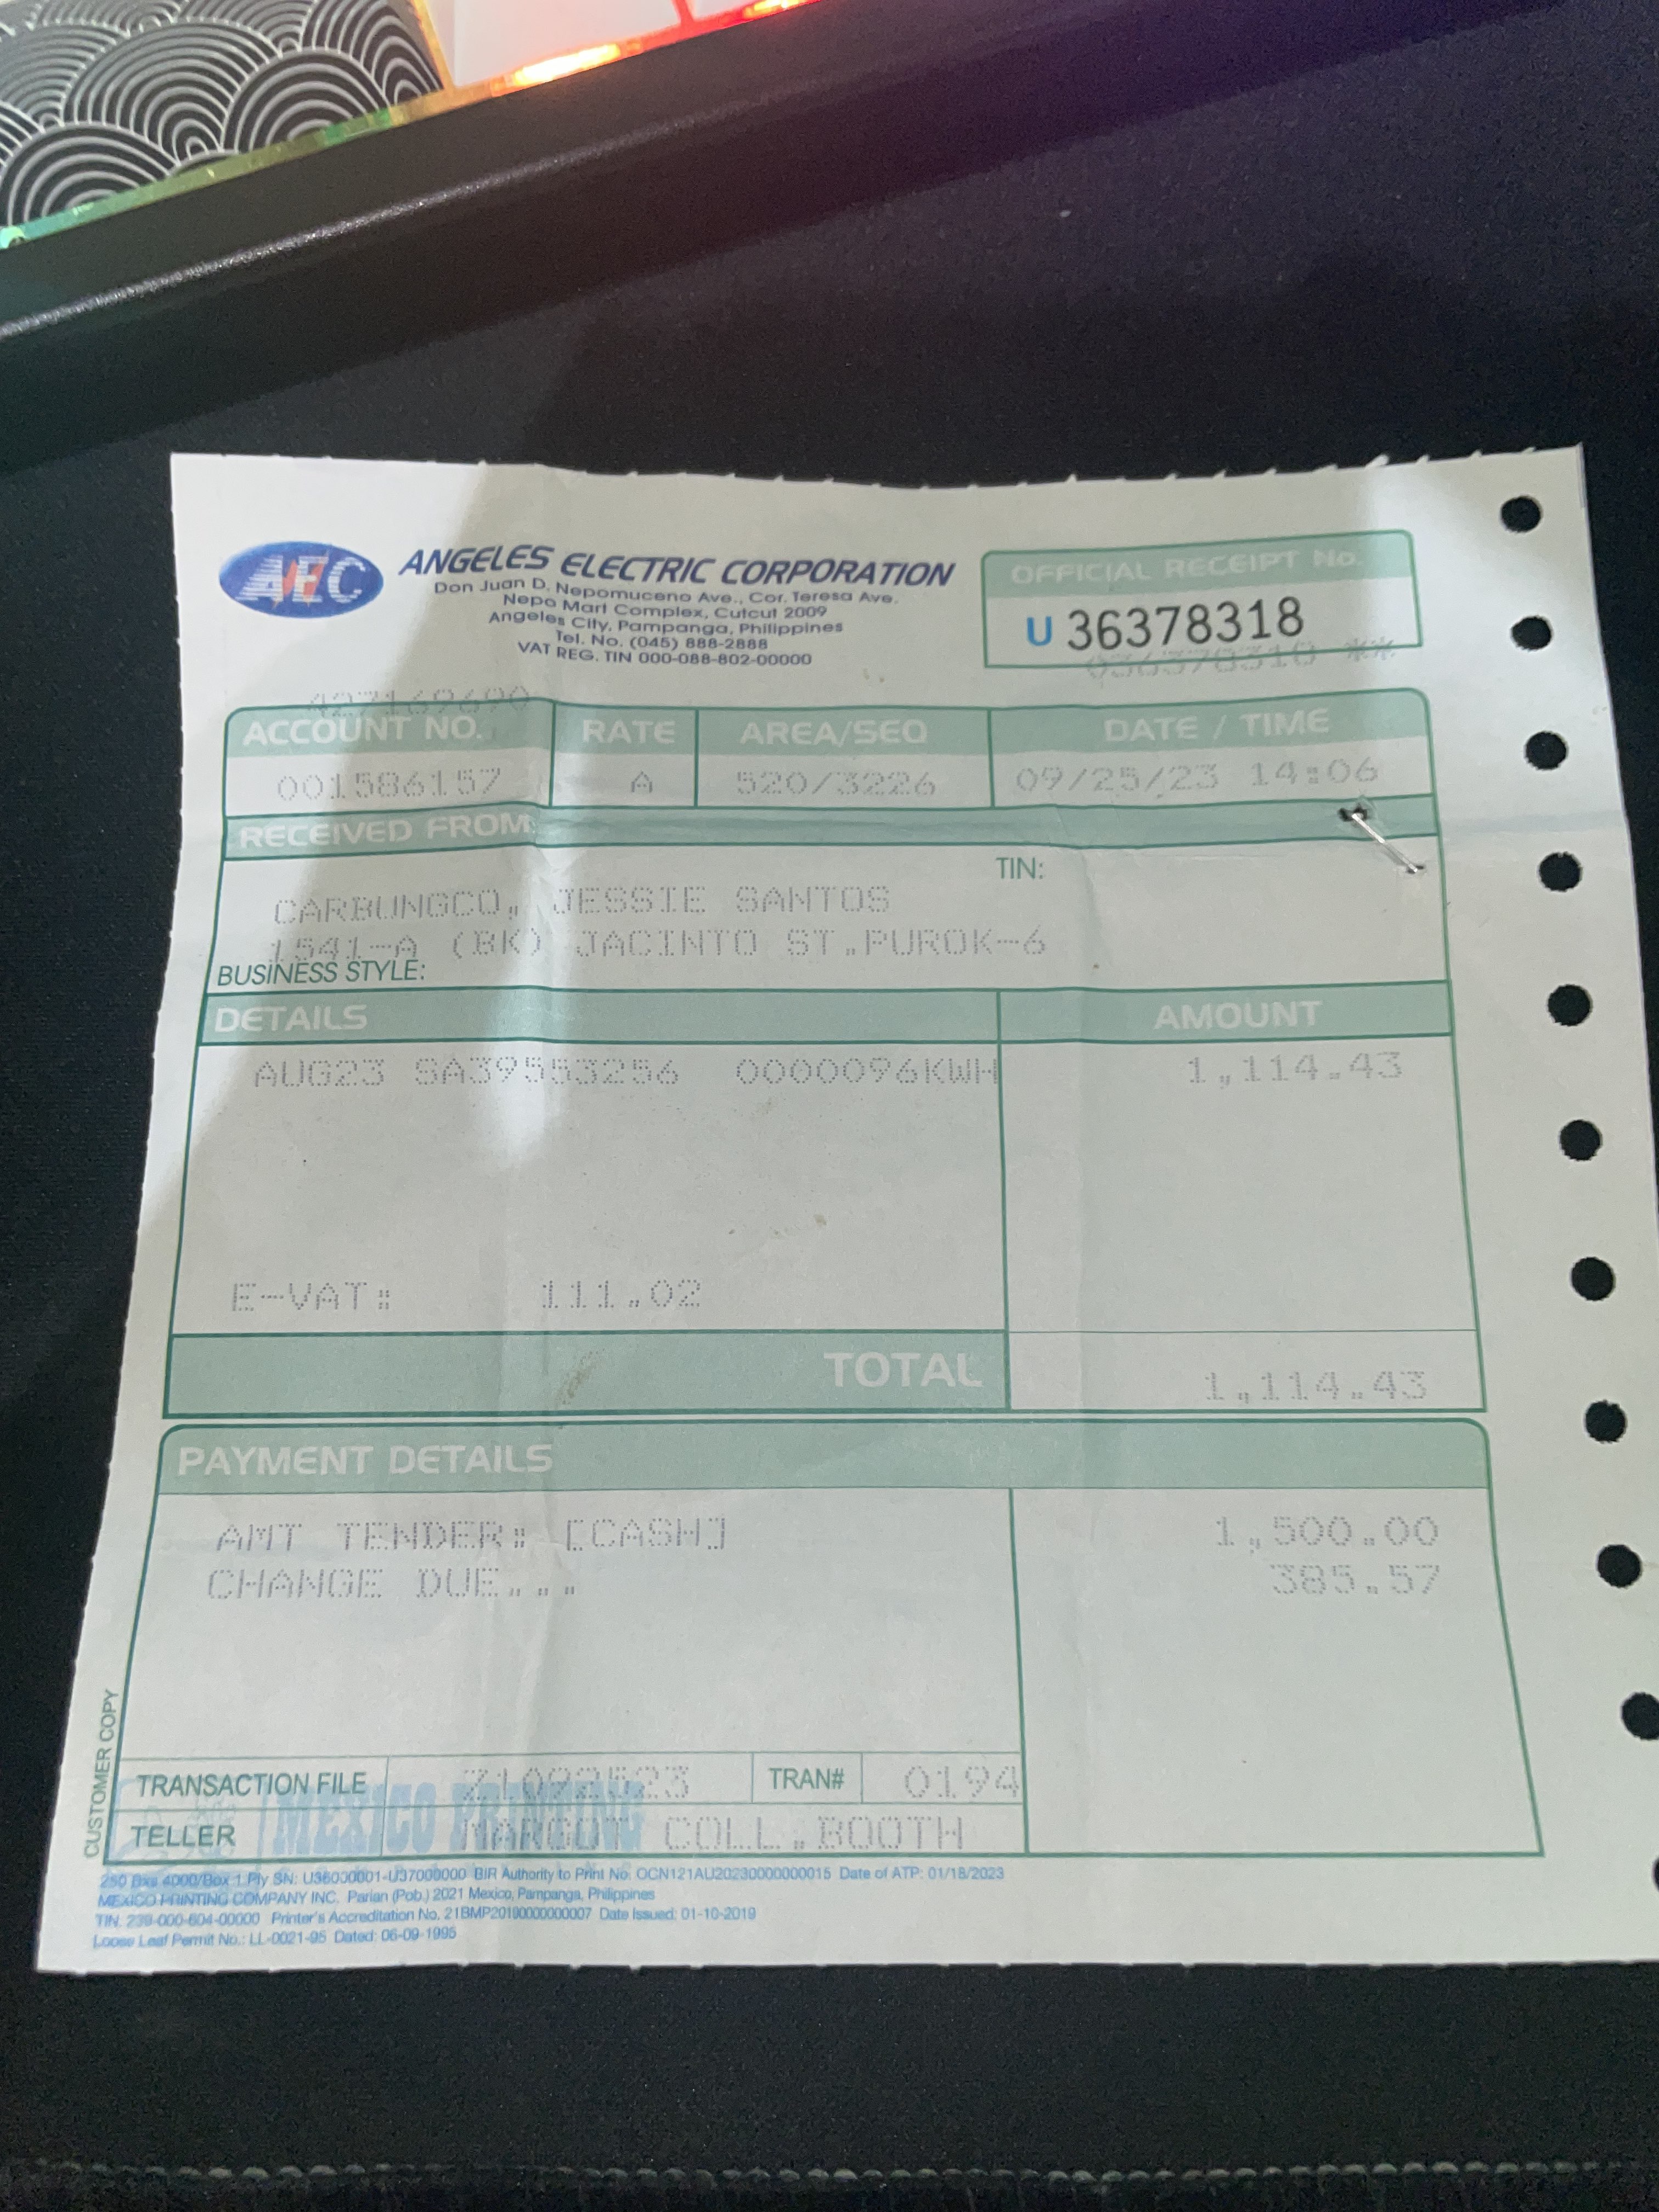 AEC ANGELES ELECTRIC CORPORATION
Don Juan D. Nepomuceno Ave., Cor. Teresa Ave.
Nepo Mart Complex, Cutcut 2009
Angeles City, Pampanga, Philippines
Tel. No. (045) 888-2888
VAT REG. TIN 000-088-802-00000
OFFICIAL RECEIPT No.
U 36378318
036378318 **
427169690
ACCOUNT NO. RATE AREA/SEQ DATE / TIME
001586157 A 520/3226 09/25/23 14:06
RECEIVED FROM:
TIN:
CARBUNGCO, JESSIE SANTOS
1541-A (BK) JACINTO ST.PUROK-6
BUSINESS STYLE:
DETAILS AMOUNT
AUG23 SA39553256 0000096KWH 1,114.43
E-VAT: 111.02
TOTAL 1,114.43
PAYMENT DETAILS
AMT TENDER: [CASH] 1,500.00
CHANGE DUE... 385.57
CUSTOMER COPY
TRANSACTION FILE Z1092523 TRAN# 0194
MEXICO PRINTING
TELLER MARGOT COLL.BOOTH
250 Bxs 4000/Box 1 Ply SN: U36000001-U37000000 BIR Authority to Print No: OCN121AU20230000000015 Date of ATP: 01/18/2023
MEXICO PRINTING COMPANY INC. Parian (Pob.) 2021 Mexico, Pampanga, Philippines
TIN: 239-000-604-00000 Printer's Accreditation No. 21BMP20190000000007 Date Issued: 01-10-2019
Loose Leaf Permit No.: LL-0021-95 Dated: 06-09-1995